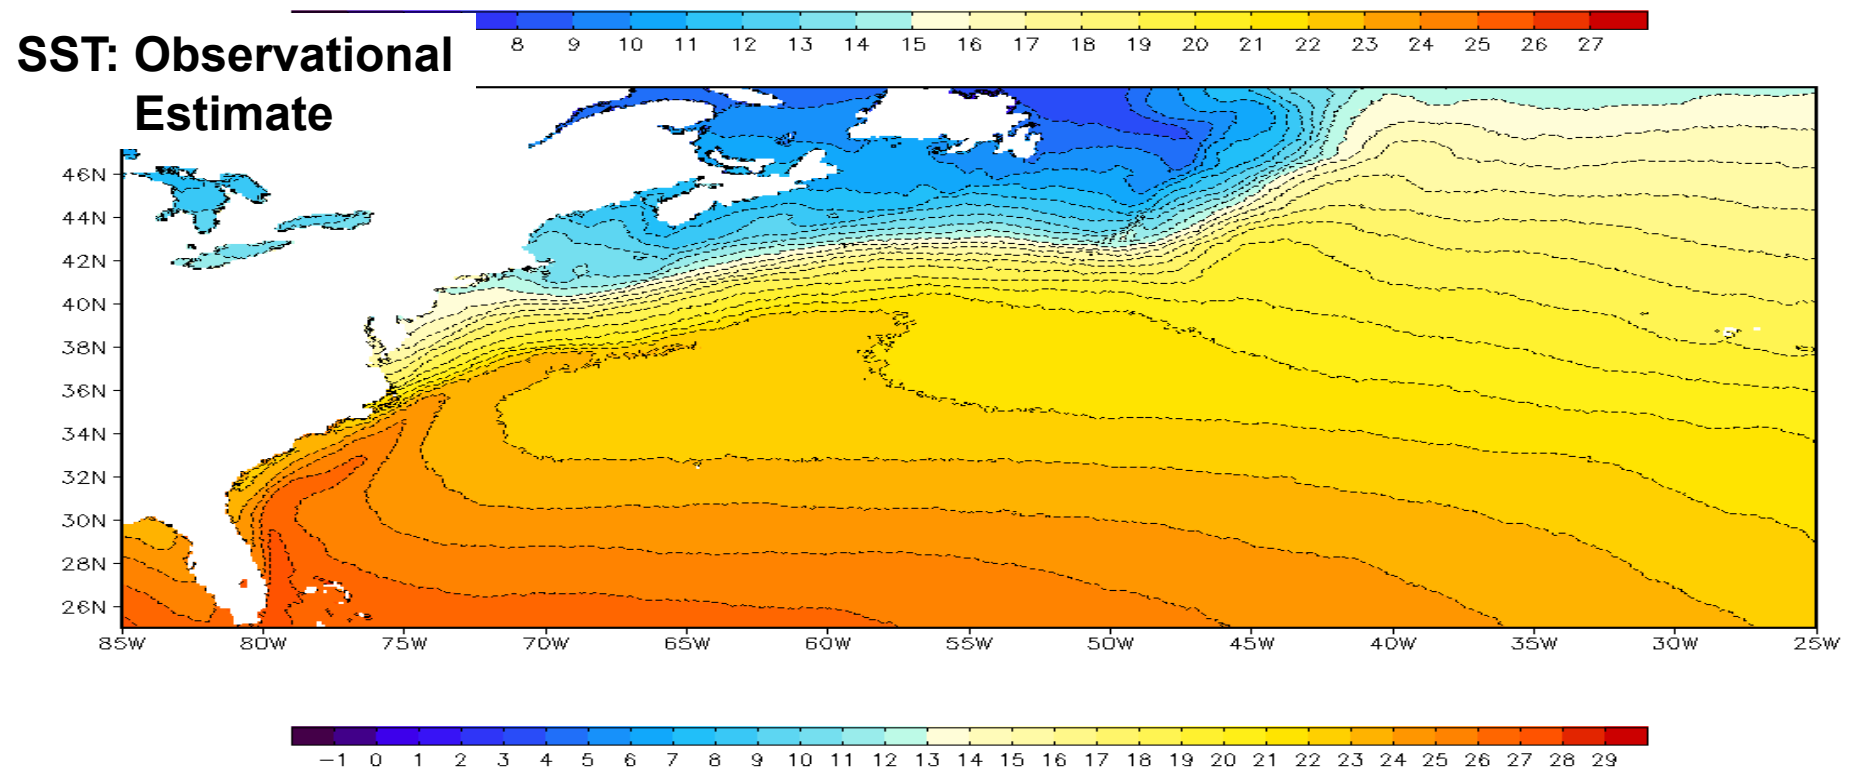 8 9 10 11 12 13 14 15 16 17 18 19 20 21 22 23 24 25 26 27
SST: Observational
Estimate
46N
44N
42N
40N
38N
36N
34N
32N
30N
28N
26N
85W 80W 75W 70W 65W 60W 55W 50W 45W 40W 35W 30W 25W
−1 0 1 2 3 4 5 6 7 8 9 10 11 12 13 14 15 16 17 18 19 20 21 22 23 24 25 26 27 28 29